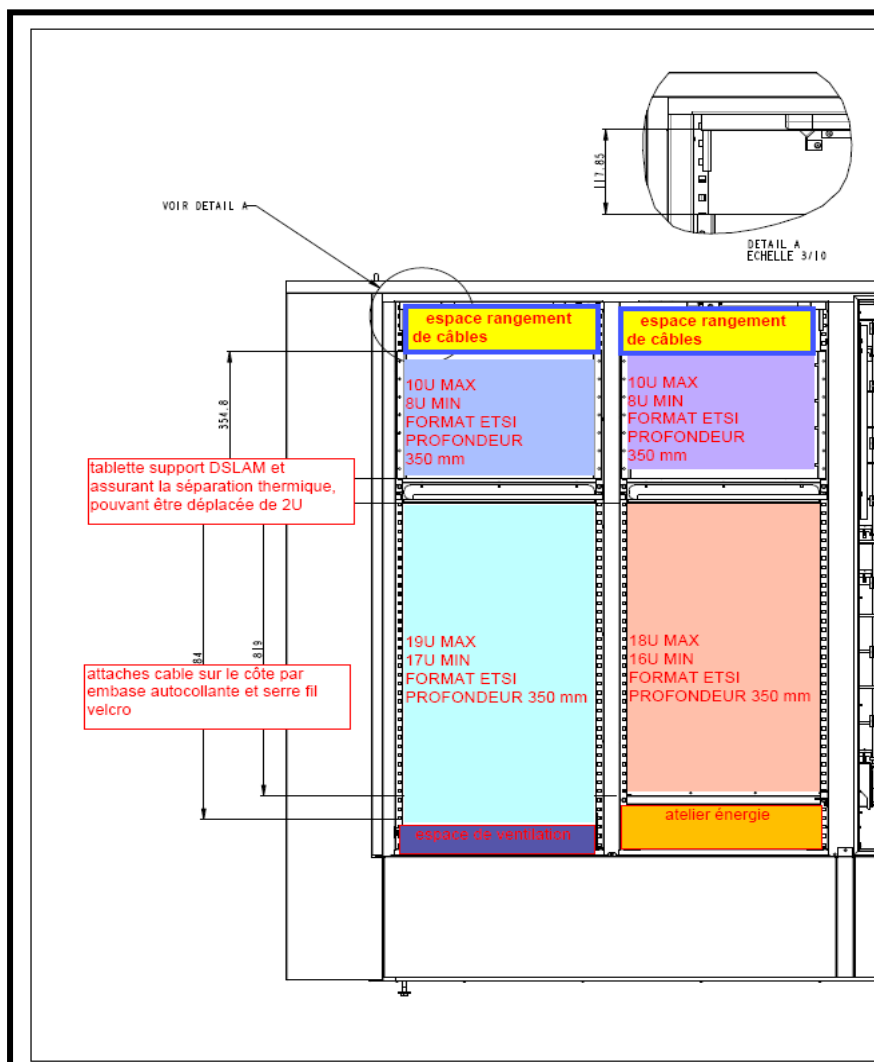 117.85
VOIR DETAIL A
DETAIL A
ECHELLE 3/10
espace rangement
de câbles
espace rangement
de câbles
354.8
10U MAX
8U MIN
FORMAT ETSI
PROFONDEUR
350 mm
10U MAX
8U MIN
FORMAT ETSI
PROFONDEUR
350 mm
tablette support DSLAM et
assurant la séparation thermique,
pouvant être déplacée de 2U
84
819
19U MAX
17U MIN
FORMAT ETSI
PROFONDEUR 350 mm
18U MAX
16U MIN
FORMAT ETSI
PROFONDEUR 350 mm
attaches cable sur le côte par
embase autocollante et serre fil
velcro
espace de ventilation
atelier énergie